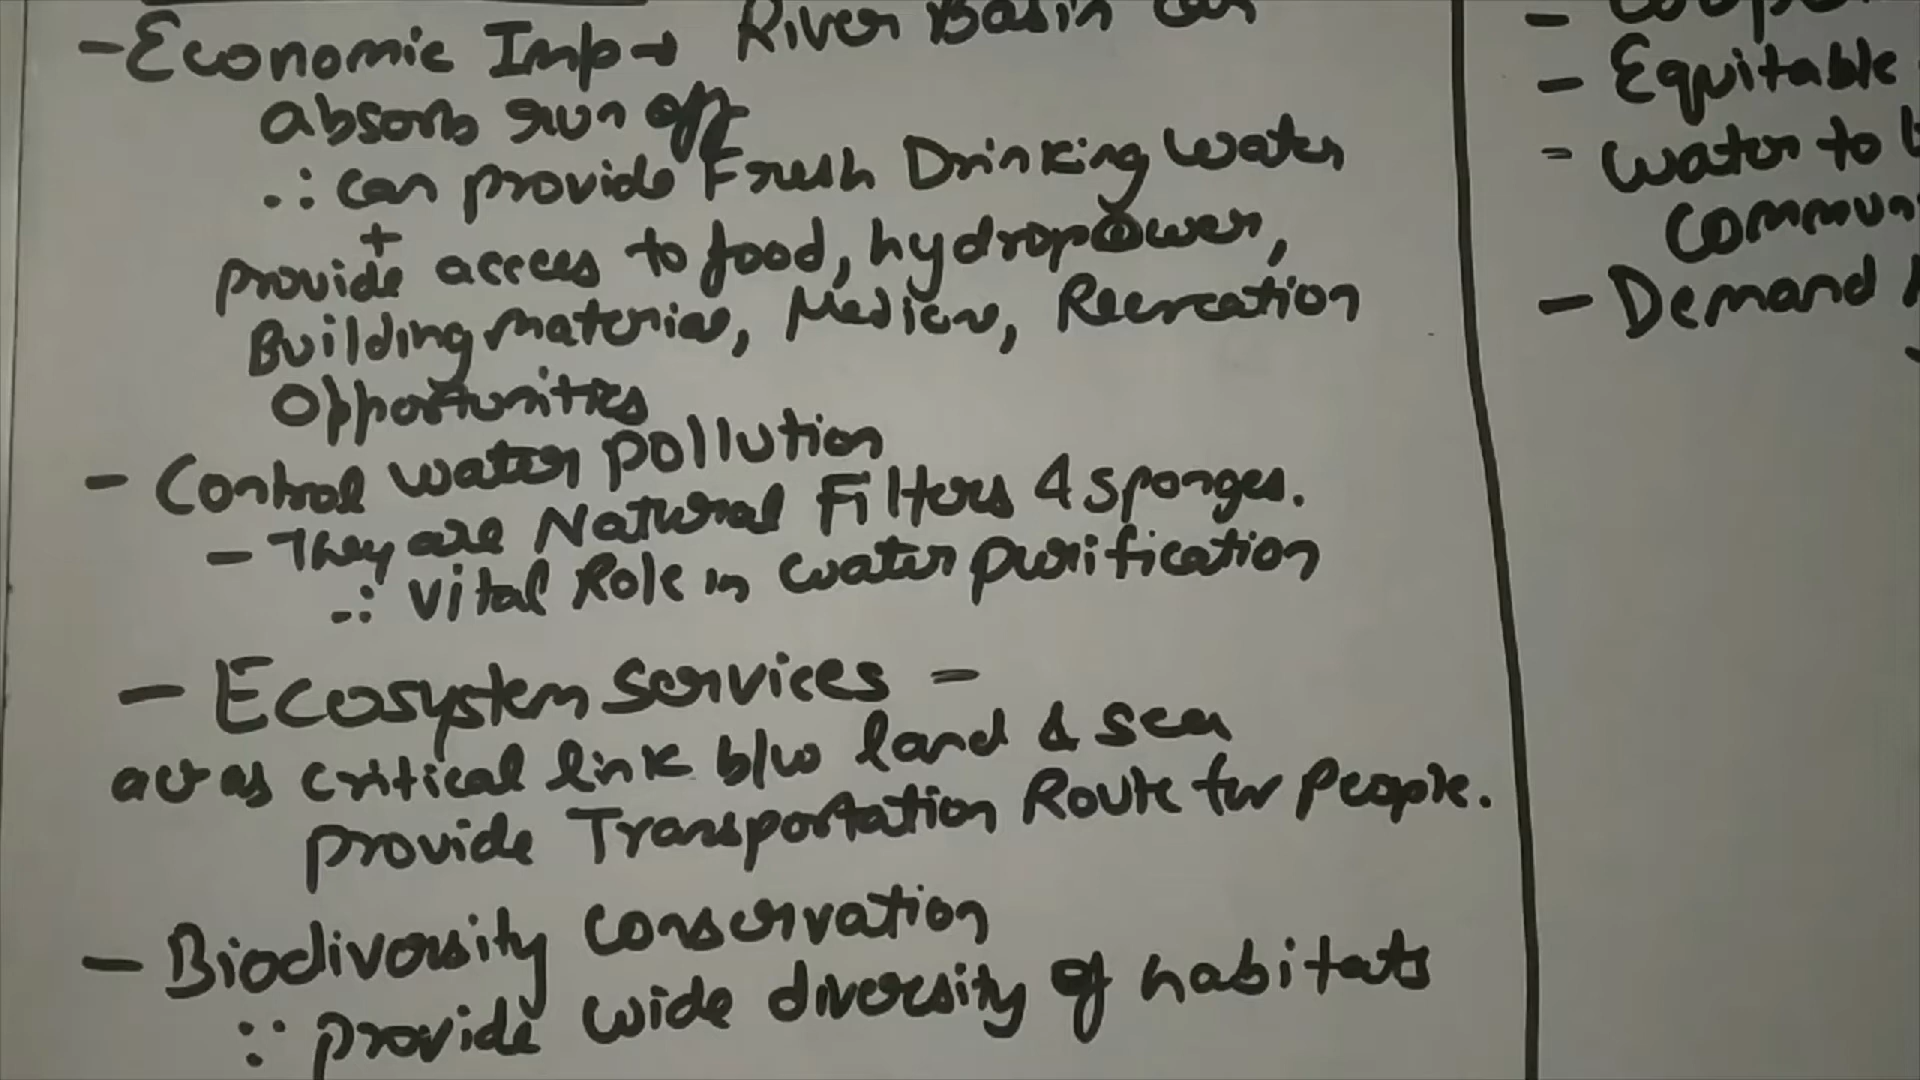 - Economic Imp → River Basin can
absorb run off
∴ can provide Fresh Drinking water
+
provide access to food, hydropower,
Building material, Medicine, Recreation
Opportunities
- Control water pollution
- They are Natural Filters & sponges.
∴ Vital Role in water purification
- Ecosystem services -
act as critical link b/w land & sea
provide Transportation Route for People.
- Biodiversity conservation
∵ provide wide diversity of habitats
-
- Equitable
- water to
commun
- Demand